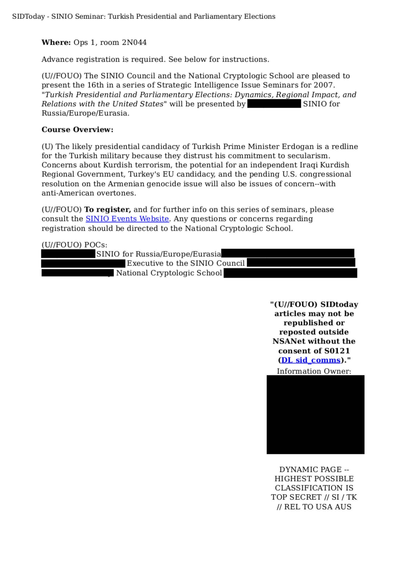 SIDToday - SINIO Seminar: Turkish Presidential and Parliamentary Elections
Where: Ops 1, room 2N044
Advance registration is required. See below for instructions.
(U//FOUO) The SINIO Council and the National Cryptologic School are pleased to
present the 16th in a series of Strategic Intelligence Issue Seminars for 2007.
"Turkish Presidential and Parliamentary Elections: Dynamics, Regional Impact, and
Relations with the United States" will be presented by SINIO for
Russia/Europe/Eurasia.
Course Overview:
(U) The likely presidential candidacy of Turkish Prime Minister Erdogan is a redline
for the Turkish military because they distrust his commitment to secularism.
Concerns about Kurdish terrorism, the potential for an independent Iraqi Kurdish
Regional Government, Turkey's EU candidacy, and the pending U.S. congressional
resolution on the Armenian genocide issue will also be issues of concern--with
anti-American overtones.
(U//FOUO) To register, and for further info on this series of seminars, please
consult the SINIO Events Website. Any questions or concerns regarding
registration should be directed to the National Cryptologic School.
(U//FOUO) POCs:
SINIO for Russia/Europe/Eurasia
Executive to the SINIO Council
, National Cryptologic School
"(U//FOUO) SIDtoday
articles may not be
republished or
reposted outside
NSANet without the
consent of S0121
(DL sid_comms)."
Information Owner:
DYNAMIC PAGE --
HIGHEST POSSIBLE
CLASSIFICATION IS
TOP SECRET // SI / TK
// REL TO USA AUS